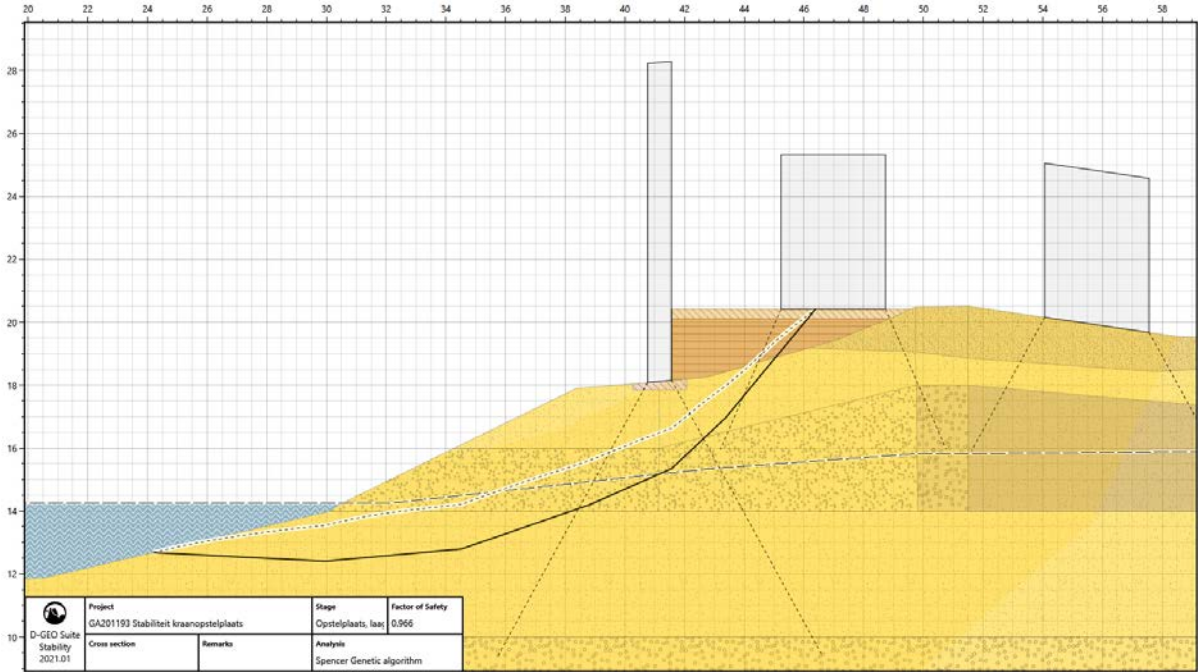 20 22 24 26 28 30 32 34 36 38 40 42 44 46 48 50 52 54 56 58
28
26
24
22
20
18
16
14
12
10
D-GEO Suite
Stability
2021.01
Project
GA201193 Stabiliteit kraanopstelplaats
Stage
Opstelplaats, laag
Factor of Safety
0.966
Cross section
Remarks
Analysis
Spencer Genetic algorithm